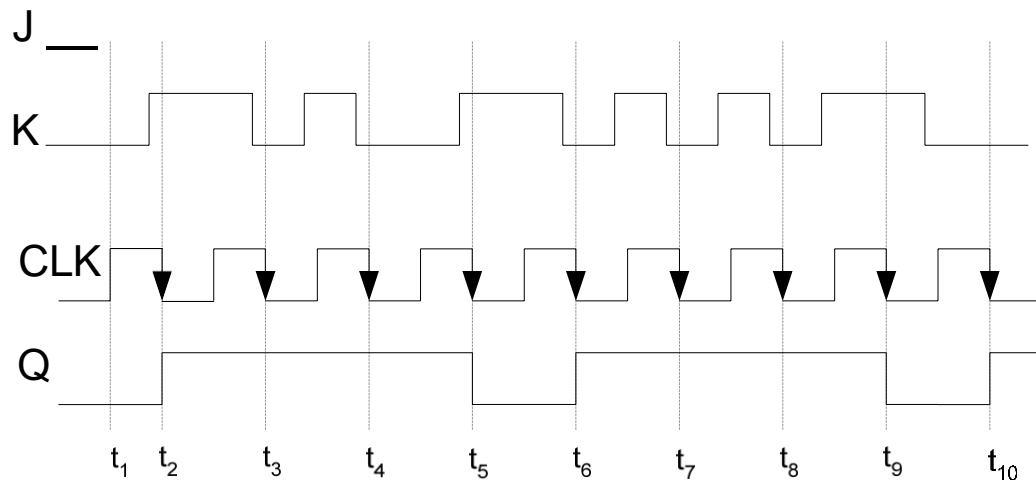 J
K
CLK
Q
t₁ t₂ t₃ t₄ t₅ t₆ t₇ t₈ t₉ t₁₀